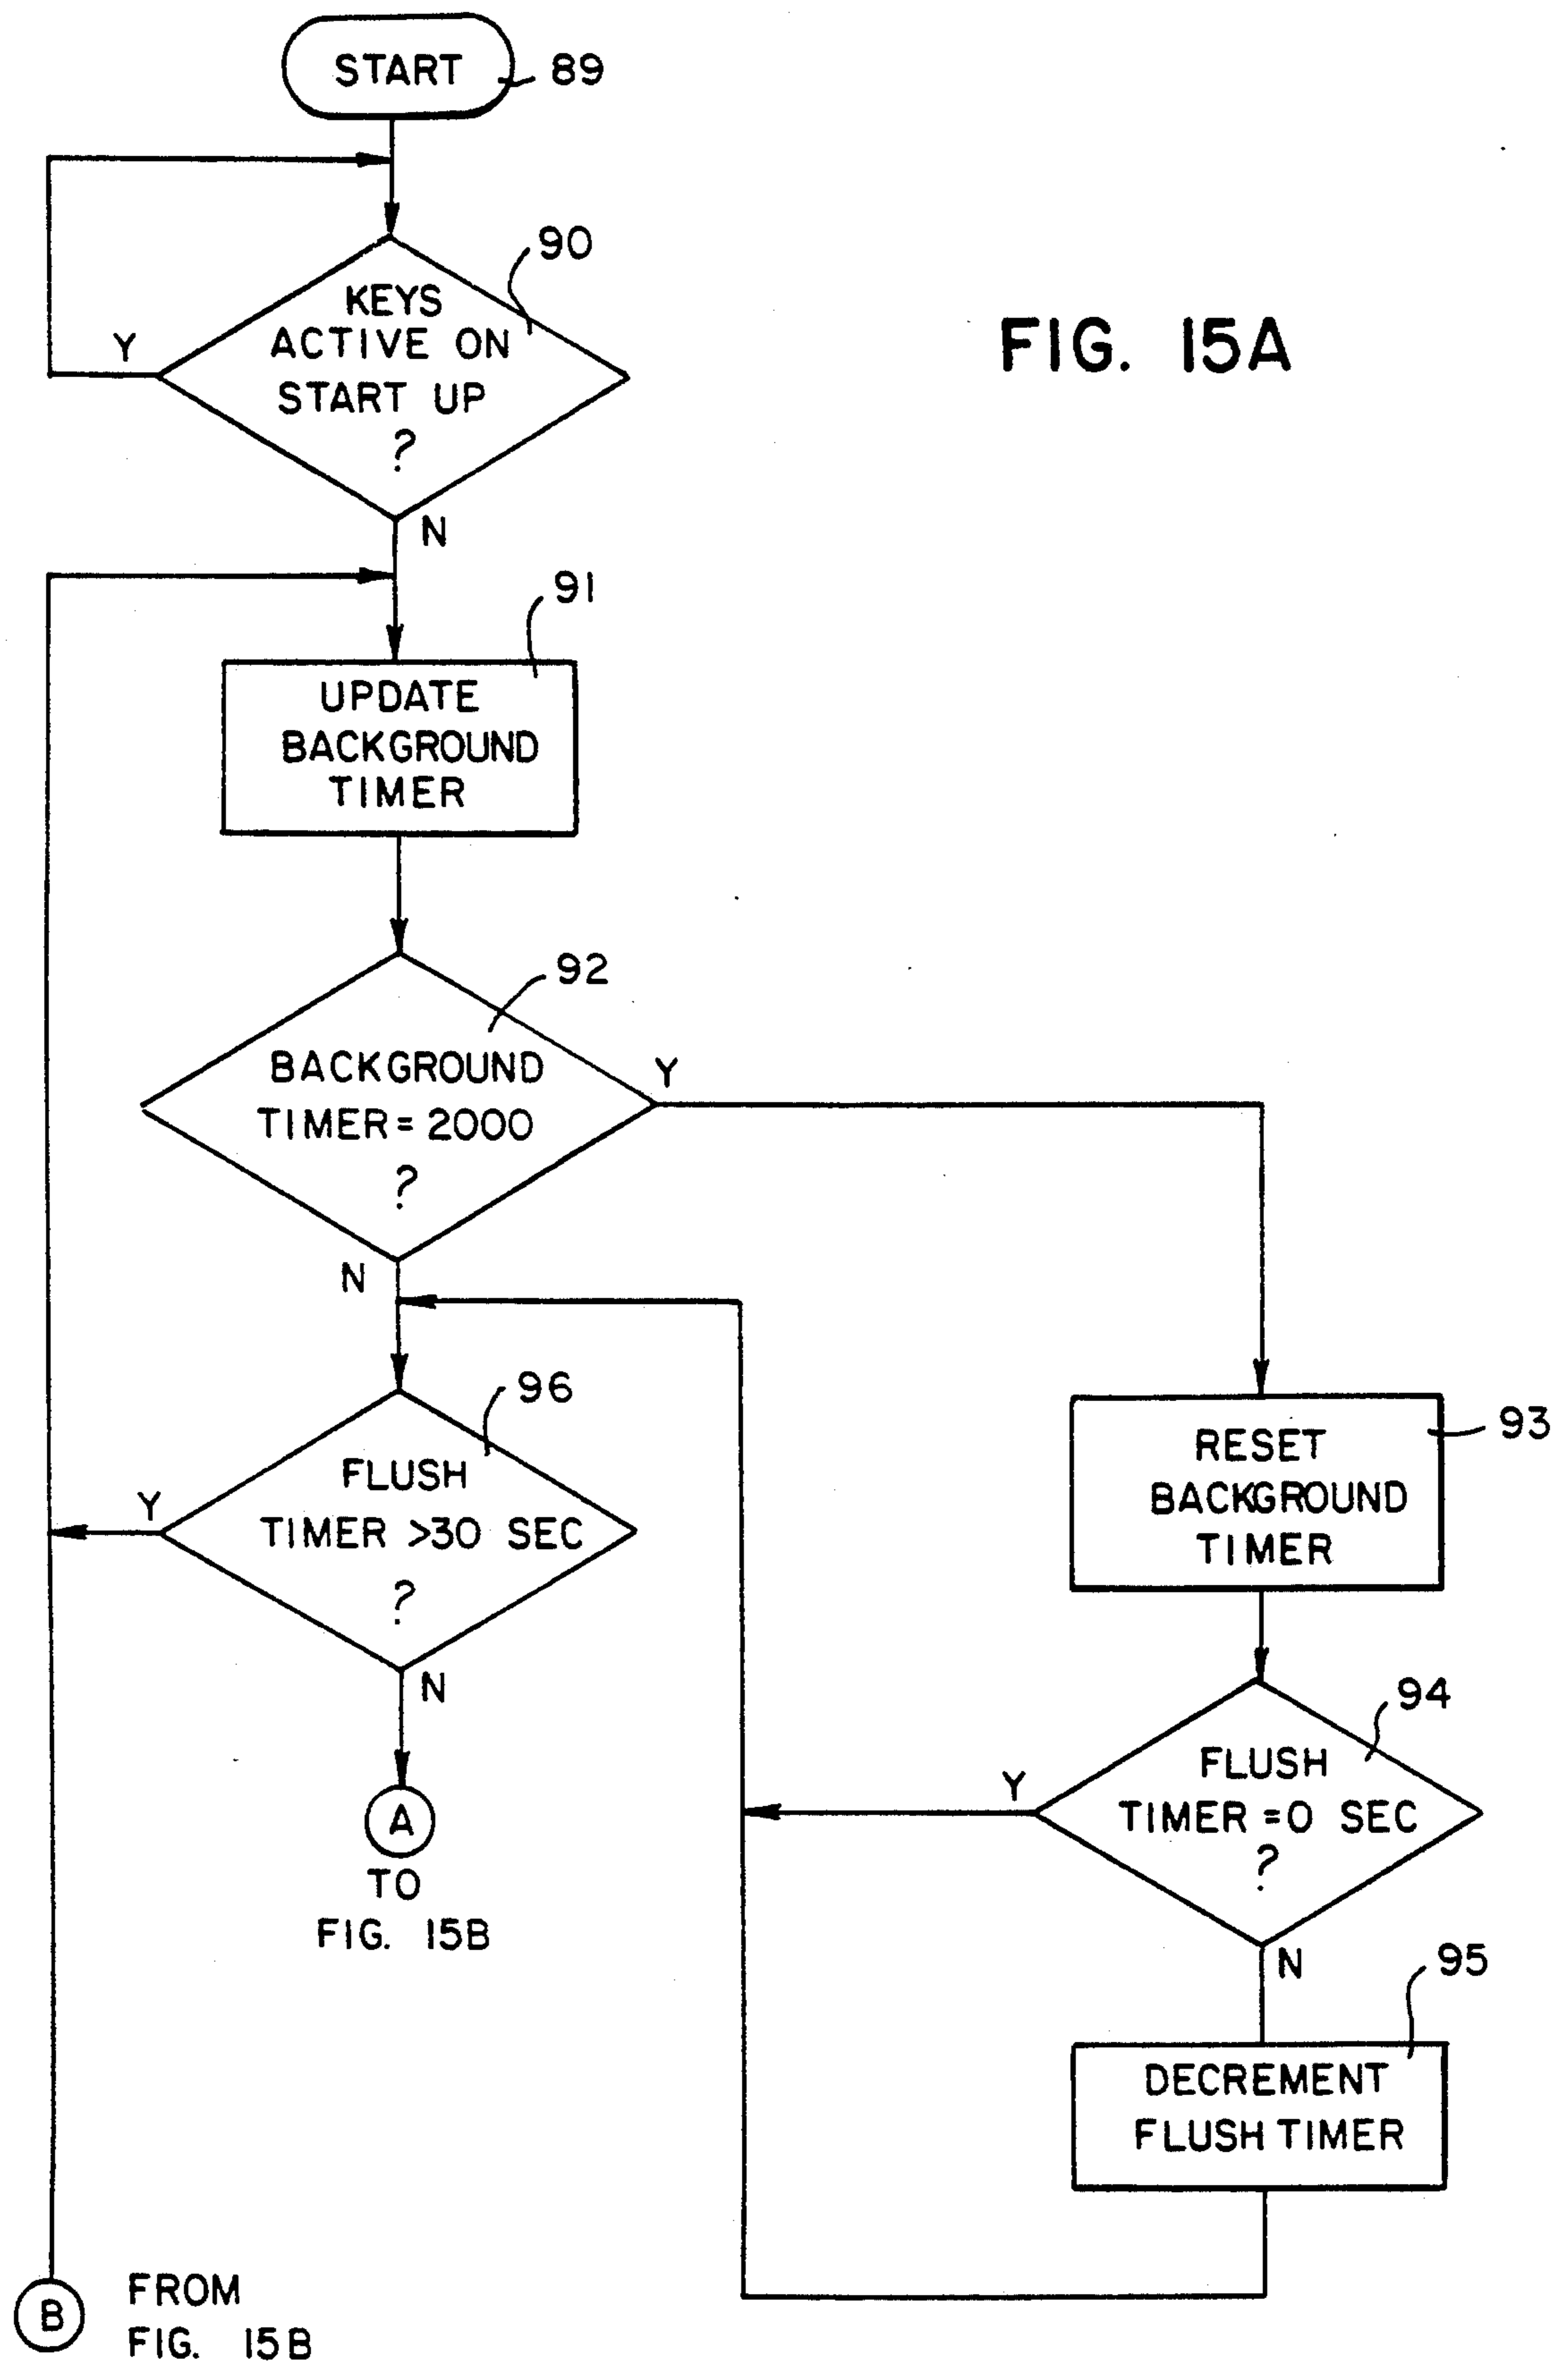 START
89
90
KEYS
ACTIVE ON
START UP
?
Y
N
FIG. 15A
91
UPDATE
BACKGROUND
TIMER
92
BACKGROUND
TIMER = 2000
?
Y
N
96
FLUSH
TIMER >30 SEC
?
Y
N
A
TO
FIG. 15B
93
RESET
BACKGROUND
TIMER
94
FLUSH
TIMER = 0 SEC
?
Y
N
95
DECREMENT
FLUSH TIMER
B
FROM
FIG. 15B